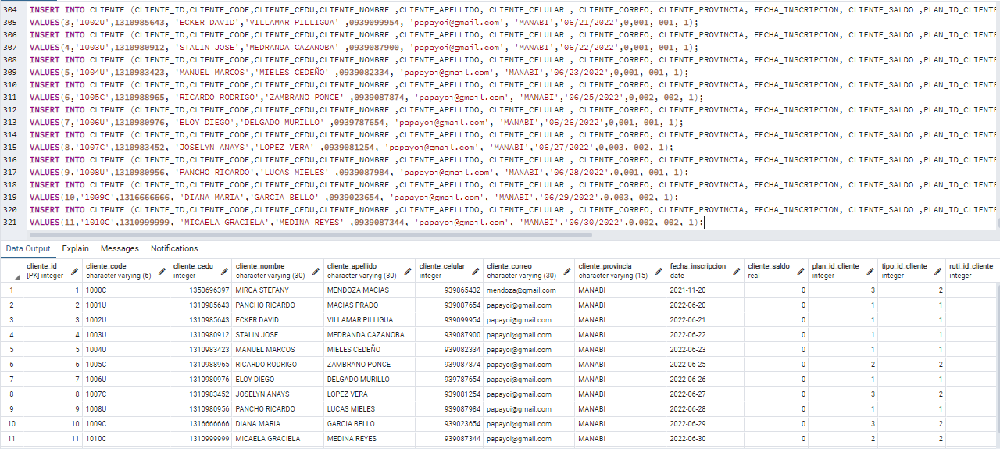 304 INSERT INTO CLIENTE (CLIENTE_ID,CLIENTE_CODE,CLIENTE_CEDU,CLIENTE_NOMBRE ,CLIENTE_APELLIDO, CLIENTE_CELULAR , CLIENTE_CORREO, CLIENTE_PROVINCIA, FECHA_INSCRIPCION, CLIENTE_SALDO ,PLAN_ID_CLIENTE
305 VALUES(3,'1002U',1310985643, 'ECKER DAVID','VILLAMAR PILLIGUA' ,0939099954, 'papayoi@gmail.com', 'MANABI','06/21/2022',0,001, 001, 1);
306 INSERT INTO CLIENTE (CLIENTE_ID,CLIENTE_CODE,CLIENTE_CEDU,CLIENTE_NOMBRE ,CLIENTE_APELLIDO, CLIENTE_CELULAR , CLIENTE_CORREO, CLIENTE_PROVINCIA, FECHA_INSCRIPCION, CLIENTE_SALDO ,PLAN_ID_CLIENTE
307 VALUES(4,'1003U',1310980912, 'STALIN JOSE','MEDRANDA CAZANOBA' ,0939087900, 'papayoi@gmail.com', 'MANABI','06/22/2022',0,001, 001, 1);
308 INSERT INTO CLIENTE (CLIENTE_ID,CLIENTE_CODE,CLIENTE_CEDU,CLIENTE_NOMBRE ,CLIENTE_APELLIDO, CLIENTE_CELULAR , CLIENTE_CORREO, CLIENTE_PROVINCIA, FECHA_INSCRIPCION, CLIENTE_SALDO ,PLAN_ID_CLIENTE
309 VALUES(5,'1004U',1310983423, 'MANUEL MARCOS','MIELES CEDEÑO' ,0939082334, 'papayoi@gmail.com', 'MANABI','06/23/2022',0,001, 001, 1);
310 INSERT INTO CLIENTE (CLIENTE_ID,CLIENTE_CODE,CLIENTE_CEDU,CLIENTE_NOMBRE ,CLIENTE_APELLIDO, CLIENTE_CELULAR , CLIENTE_CORREO, CLIENTE_PROVINCIA, FECHA_INSCRIPCION, CLIENTE_SALDO ,PLAN_ID_CLIENTE
311 VALUES(6,'1005C',1310988965, 'RICARDO RODRIGO','ZAMBRANO PONCE' ,0939087874, 'papayoi@gmail.com', 'MANABI','06/25/2022',0,002, 002, 1);
312 INSERT INTO CLIENTE (CLIENTE_ID,CLIENTE_CODE,CLIENTE_CEDU,CLIENTE_NOMBRE ,CLIENTE_APELLIDO, CLIENTE_CELULAR , CLIENTE_CORREO, CLIENTE_PROVINCIA, FECHA_INSCRIPCION, CLIENTE_SALDO ,PLAN_ID_CLIENTE
313 VALUES(7,'1006U',1310980976, 'ELOY DIEGO','DELGADO MURILLO' ,0939787654, 'papayoi@gmail.com', 'MANABI','06/26/2022',0,001, 001, 1);
314 INSERT INTO CLIENTE (CLIENTE_ID,CLIENTE_CODE,CLIENTE_CEDU,CLIENTE_NOMBRE ,CLIENTE_APELLIDO, CLIENTE_CELULAR , CLIENTE_CORREO, CLIENTE_PROVINCIA, FECHA_INSCRIPCION, CLIENTE_SALDO ,PLAN_ID_CLIENTE
315 VALUES(8,'1007C',1310983452, 'JOSELYN ANAYS','LOPEZ VERA' ,0939081254, 'papayoi@gmail.com', 'MANABI','06/27/2022',0,003, 002, 1);
316 INSERT INTO CLIENTE (CLIENTE_ID,CLIENTE_CODE,CLIENTE_CEDU,CLIENTE_NOMBRE ,CLIENTE_APELLIDO, CLIENTE_CELULAR , CLIENTE_CORREO, CLIENTE_PROVINCIA, FECHA_INSCRIPCION, CLIENTE_SALDO ,PLAN_ID_CLIENTE
317 VALUES(9,'1008U',1310980956, 'PANCHO RICARDO','LUCAS MIELES' ,0939087984, 'papayoi@gmail.com', 'MANABI','06/28/2022',0,001, 001, 1);
318 INSERT INTO CLIENTE (CLIENTE_ID,CLIENTE_CODE,CLIENTE_CEDU,CLIENTE_NOMBRE ,CLIENTE_APELLIDO, CLIENTE_CELULAR , CLIENTE_CORREO, CLIENTE_PROVINCIA, FECHA_INSCRIPCION, CLIENTE_SALDO ,PLAN_ID_CLIENTE
319 VALUES(10,'1009C',1316666666, 'DIANA MARIA','GARCIA BELLO' ,0939023654, 'papayoi@gmail.com', 'MANABI','06/29/2022',0,003, 002, 1);
320 INSERT INTO CLIENTE (CLIENTE_ID,CLIENTE_CODE,CLIENTE_CEDU,CLIENTE_NOMBRE ,CLIENTE_APELLIDO, CLIENTE_CELULAR , CLIENTE_CORREO, CLIENTE_PROVINCIA, FECHA_INSCRIPCION, CLIENTE_SALDO ,PLAN_ID_CLIENTE
321 VALUES(11,'1010C',1310999999, 'MICAELA GRACIELA','MEDINA REYES' ,0939087344, 'papayoi@gmail.com', 'MANABI','06/30/2022',0,002, 002, 1);
Data Output Explain Messages Notifications
cliente_id cliente_code cliente_cedu cliente_nombre cliente_apellido cliente_celular cliente_correo cliente_provincia fecha_inscripcion cliente_saldo plan_id_cliente tipo_id_cliente ruti_id_cliente
[PK] integer character varying (6) integer character varying (30) character varying (30) integer character varying (30) character varying (15) date real integer integer integer
1 1 1000C 1350696397 MIRCA STEFANY MENDOZA MACIAS 939865432 mendoza@gmail.com MANABI 2021-11-20 0 3 2
2 2 1001U 1310985643 PANCHO RICARDO MACIAS PRADO 939087654 papayoi@gmail.com MANABI 2022-06-20 0 1 1
3 3 1002U 1310985643 ECKER DAVID VILLAMAR PILLIGUA 939099954 papayoi@gmail.com MANABI 2022-06-21 0 1 1
4 4 1003U 1310980912 STALIN JOSE MEDRANDA CAZANOBA 939087900 papayoi@gmail.com MANABI 2022-06-22 0 1 1
5 5 1004U 1310983423 MANUEL MARCOS MIELES CEDEÑO 939082334 papayoi@gmail.com MANABI 2022-06-23 0 1 1
6 6 1005C 1310988965 RICARDO RODRIGO ZAMBRANO PONCE 939087874 papayoi@gmail.com MANABI 2022-06-25 0 2 2
7 7 1006U 1310980976 ELOY DIEGO DELGADO MURILLO 939787654 papayoi@gmail.com MANABI 2022-06-26 0 1 1
8 8 1007C 1310983452 JOSELYN ANAYS LOPEZ VERA 939081254 papayoi@gmail.com MANABI 2022-06-27 0 3 2
9 9 1008U 1310980956 PANCHO RICARDO LUCAS MIELES 939087984 papayoi@gmail.com MANABI 2022-06-28 0 1 1
10 10 1009C 1316666666 DIANA MARIA GARCIA BELLO 939023654 papayoi@gmail.com MANABI 2022-06-29 0 3 2
11 11 1010C 1310999999 MICAELA GRACIELA MEDINA REYES 939087344 papayoi@gmail.com MANABI 2022-06-30 0 2 2